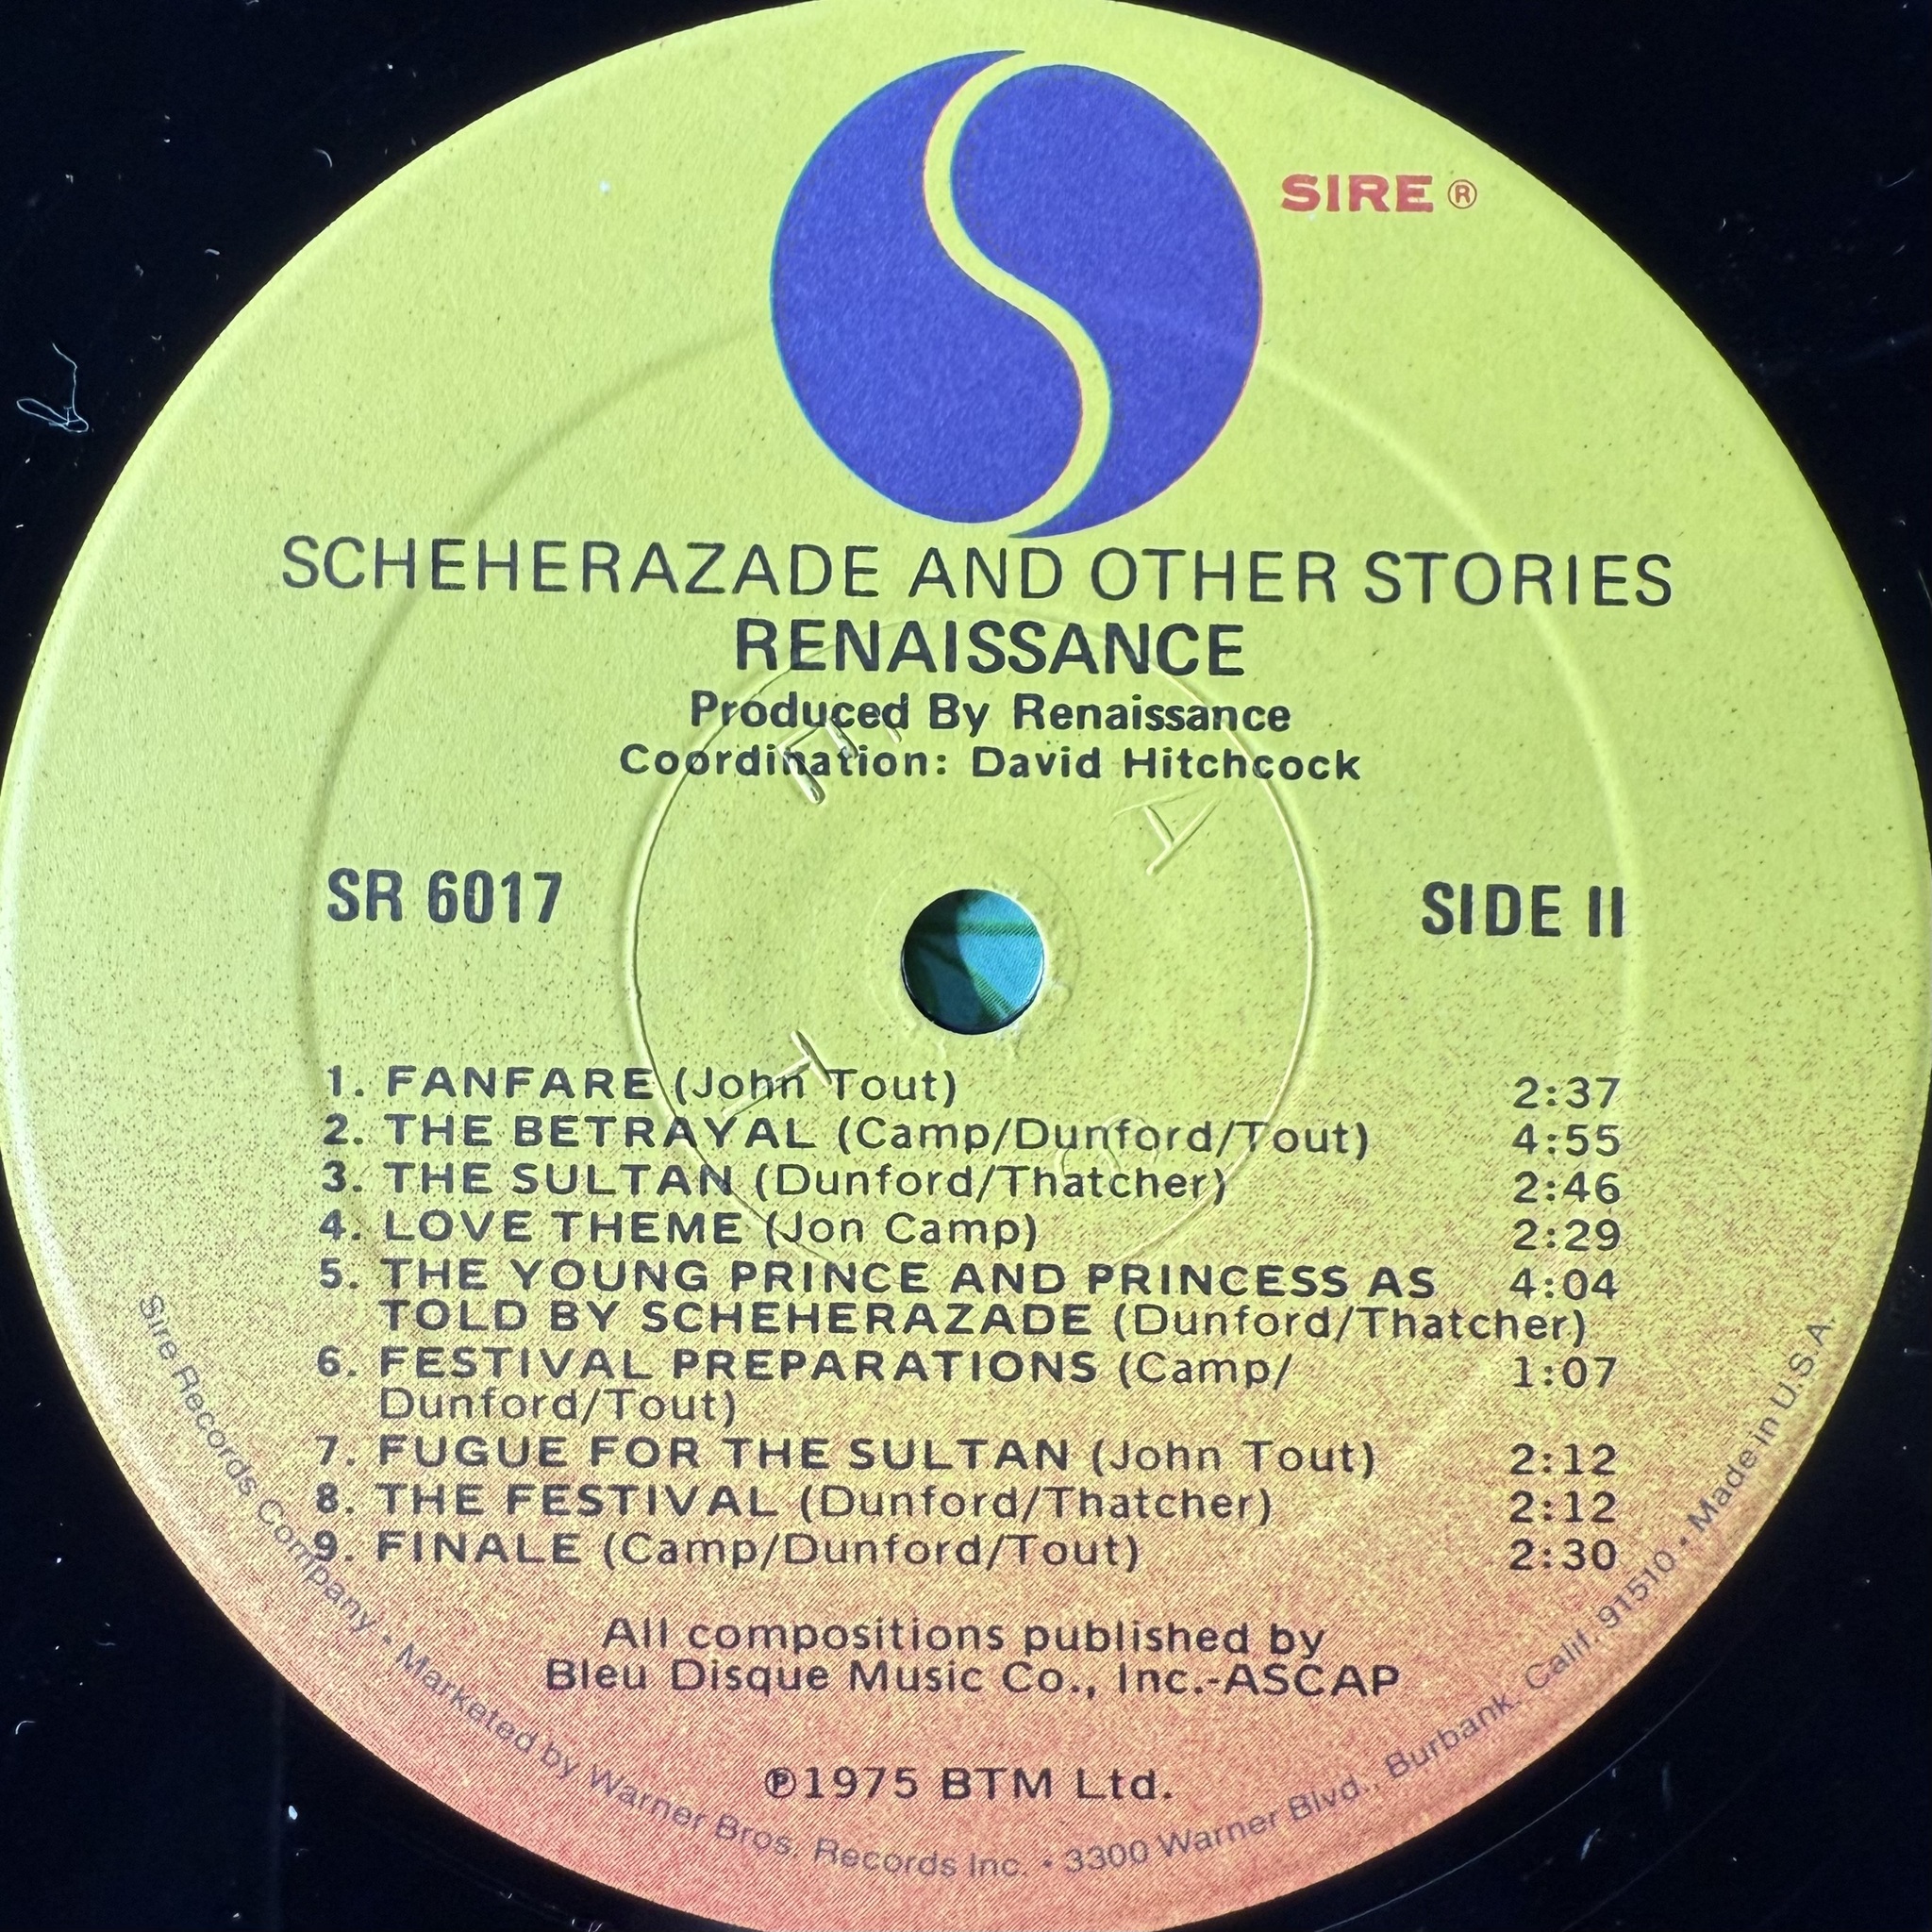 SIRE ®
SCHEHERAZADE AND OTHER STORIES
RENAISSANCE
Produced By Renaissance
Coordination: David Hitchcock
SR 6017
SIDE II
1. FANFARE (John Tout) 2:37
2. THE BETRAYAL (Camp/Dunford/Tout) 4:55
3. THE SULTAN (Dunford/Thatcher) 2:46
4. LOVE THEME (Jon Camp) 2:29
5. THE YOUNG PRINCE AND PRINCESS AS 4:04
TOLD BY SCHEHERAZADE (Dunford/Thatcher)
6. FESTIVAL PREPARATIONS (Camp/ 1:07
Dunford/Tout)
7. FUGUE FOR THE SULTAN (John Tout) 2:12
8. THE FESTIVAL (Dunford/Thatcher) 2:12
9. FINALE (Camp/Dunford/Tout) 2:30
All compositions published by
Bleu Disque Music Co., Inc.-ASCAP
℗1975 BTM Ltd.
Sire Records Company • Marketed by Warner Bros. Records Inc. • 3300 Warner Blvd., Burbank, Calif. 91510 • Made in U.S.A.